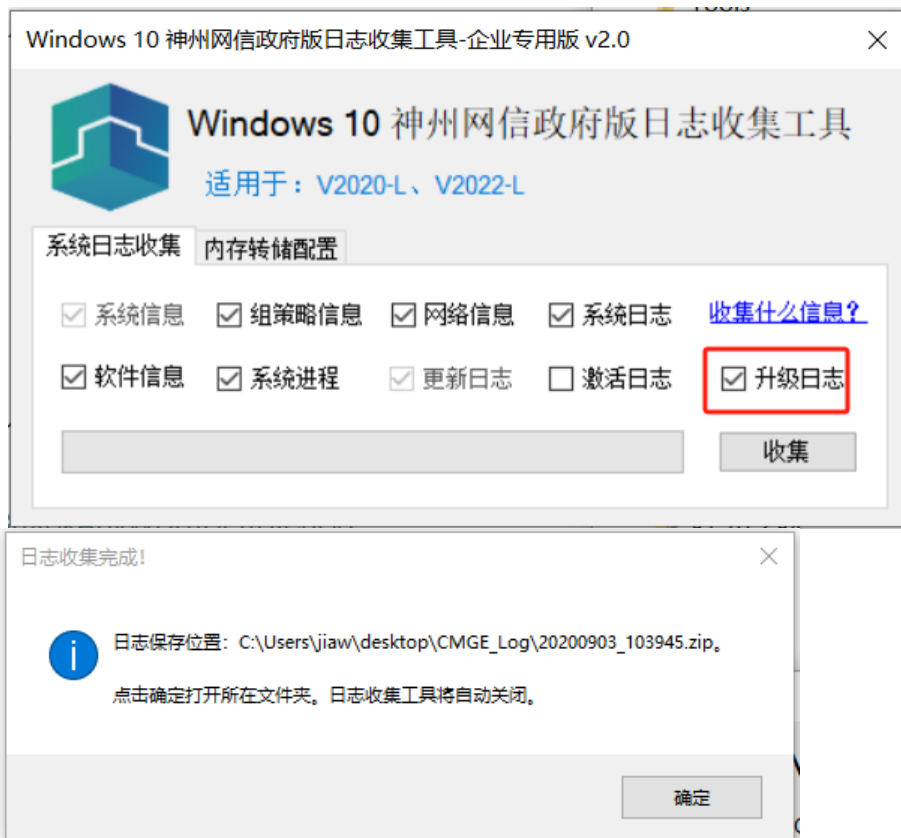 Windows 10 神州网信政府版日志收集工具-企业专用版 v2.0
Windows 10 神州网信政府版日志收集工具
适用于：V2020-L、V2022-L
系统日志收集 内存转储配置
系统信息 组策略信息 网络信息 系统日志 收集什么信息？
软件信息 系统进程 更新日志 激活日志 升级日志
收集
日志收集完成!
日志保存位置：C:\Users\jiaw\desktop\CMGE_Log\20200903_103945.zip。
点击确定打开所在文件夹。日志收集工具将自动关闭。
确定